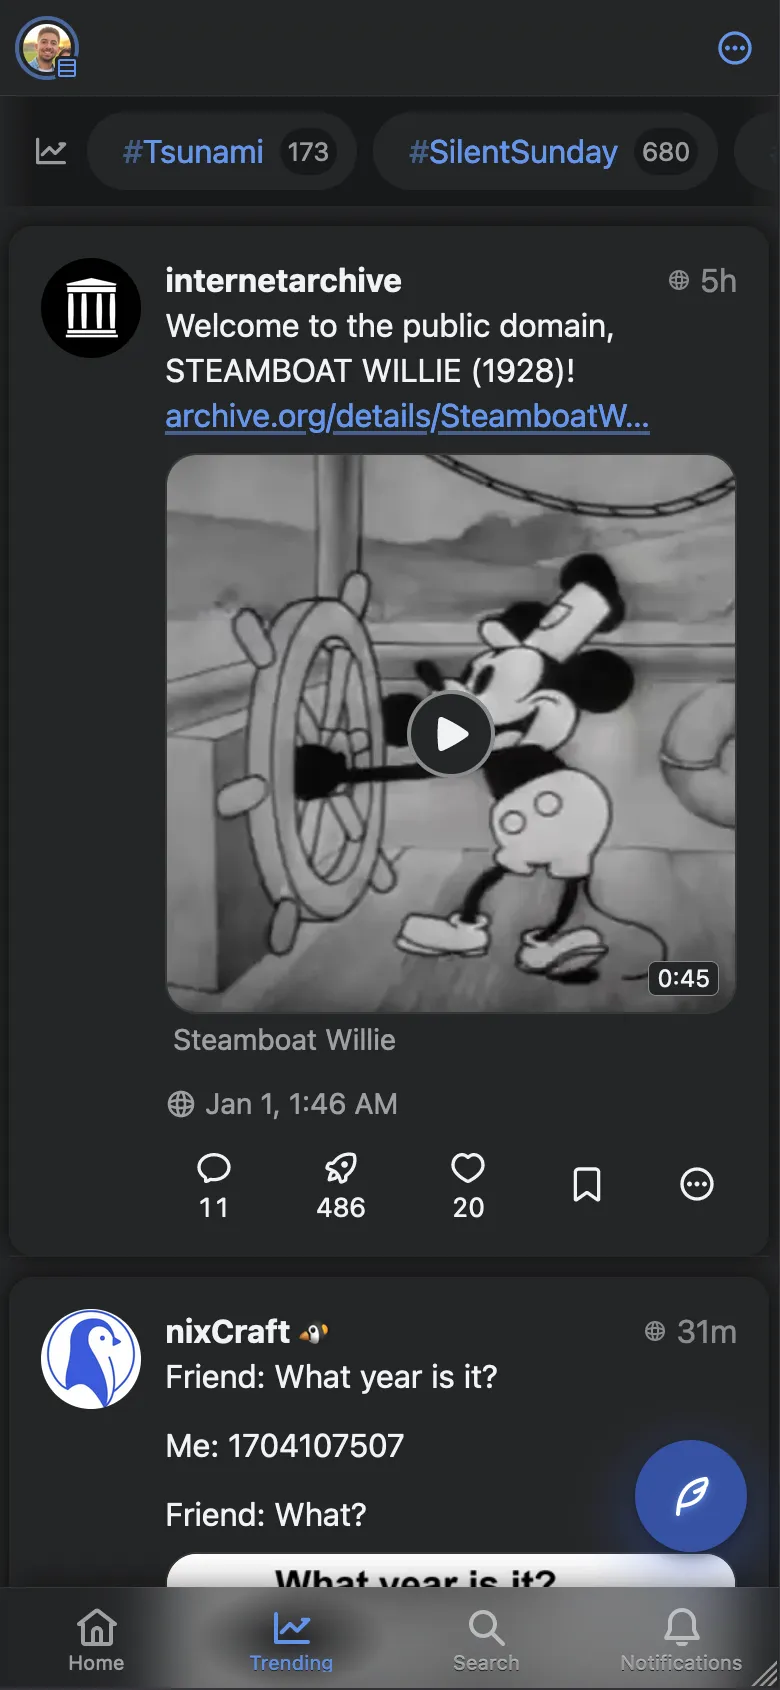 #Tsunami 173 #SilentSunday 680
internetarchive 5h
Welcome to the public domain,
STEAMBOAT WILLIE (1928)!
archive.org/details/SteamboatW...
0:45
Steamboat Willie
Jan 1, 1:46 AM
11 486 20
nixCraft 31m
Friend: What year is it?
Me: 1704107507
Friend: What?
What year is it?
Home Trending Search Notifications